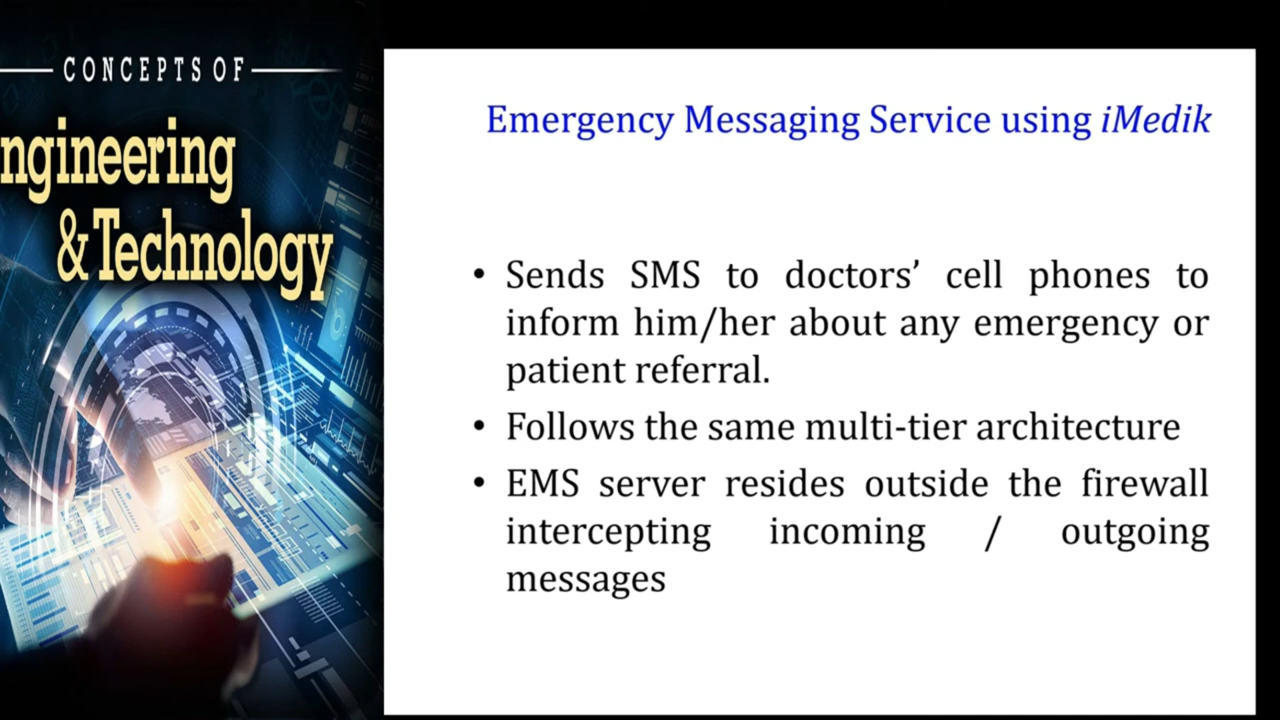 CONCEPTS OF
ngineering
& Technology
Emergency Messaging Service using iMedik
• Sends SMS to doctors’ cell phones to
inform him/her about any emergency or
patient referral.
• Follows the same multi-tier architecture
• EMS server resides outside the firewall
intercepting incoming / outgoing
messages